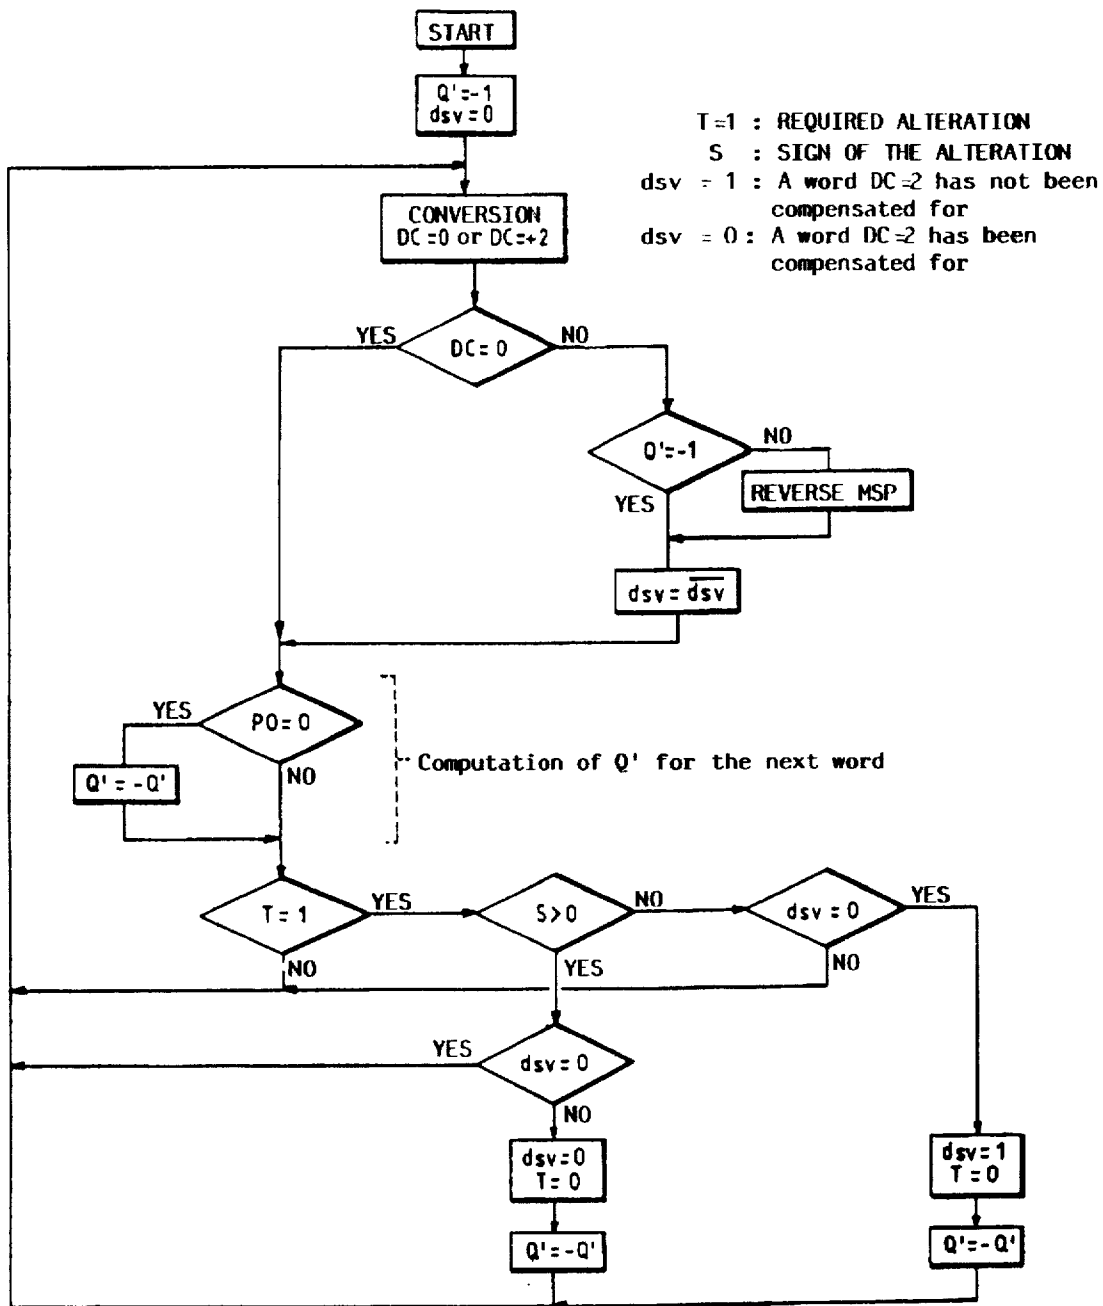 START
Q'=-1
dsv=0
T=1 : REQUIRED ALTERATION
S : SIGN OF THE ALTERATION
dsv = 1 : A word DC=2 has not been
compensated for
dsv = 0 : A word DC=2 has been
compensated for
CONVERSION
DC=0 or DC=+2
YES
DC= 0
NO
Q'=-1
NO
YES
REVERSE MSP
dsv= d̅s̅v̅
YES
P0= 0
NO
Q' = -Q'
Computation of Q' for the next word
T= 1
YES
S>0
NO
dsv= 0
YES
NO
YES
NO
YES
dsv= 0
NO
dsv=0
T= 0
dsv= 1
T= 0
Q'=-Q'
Q'=-Q'